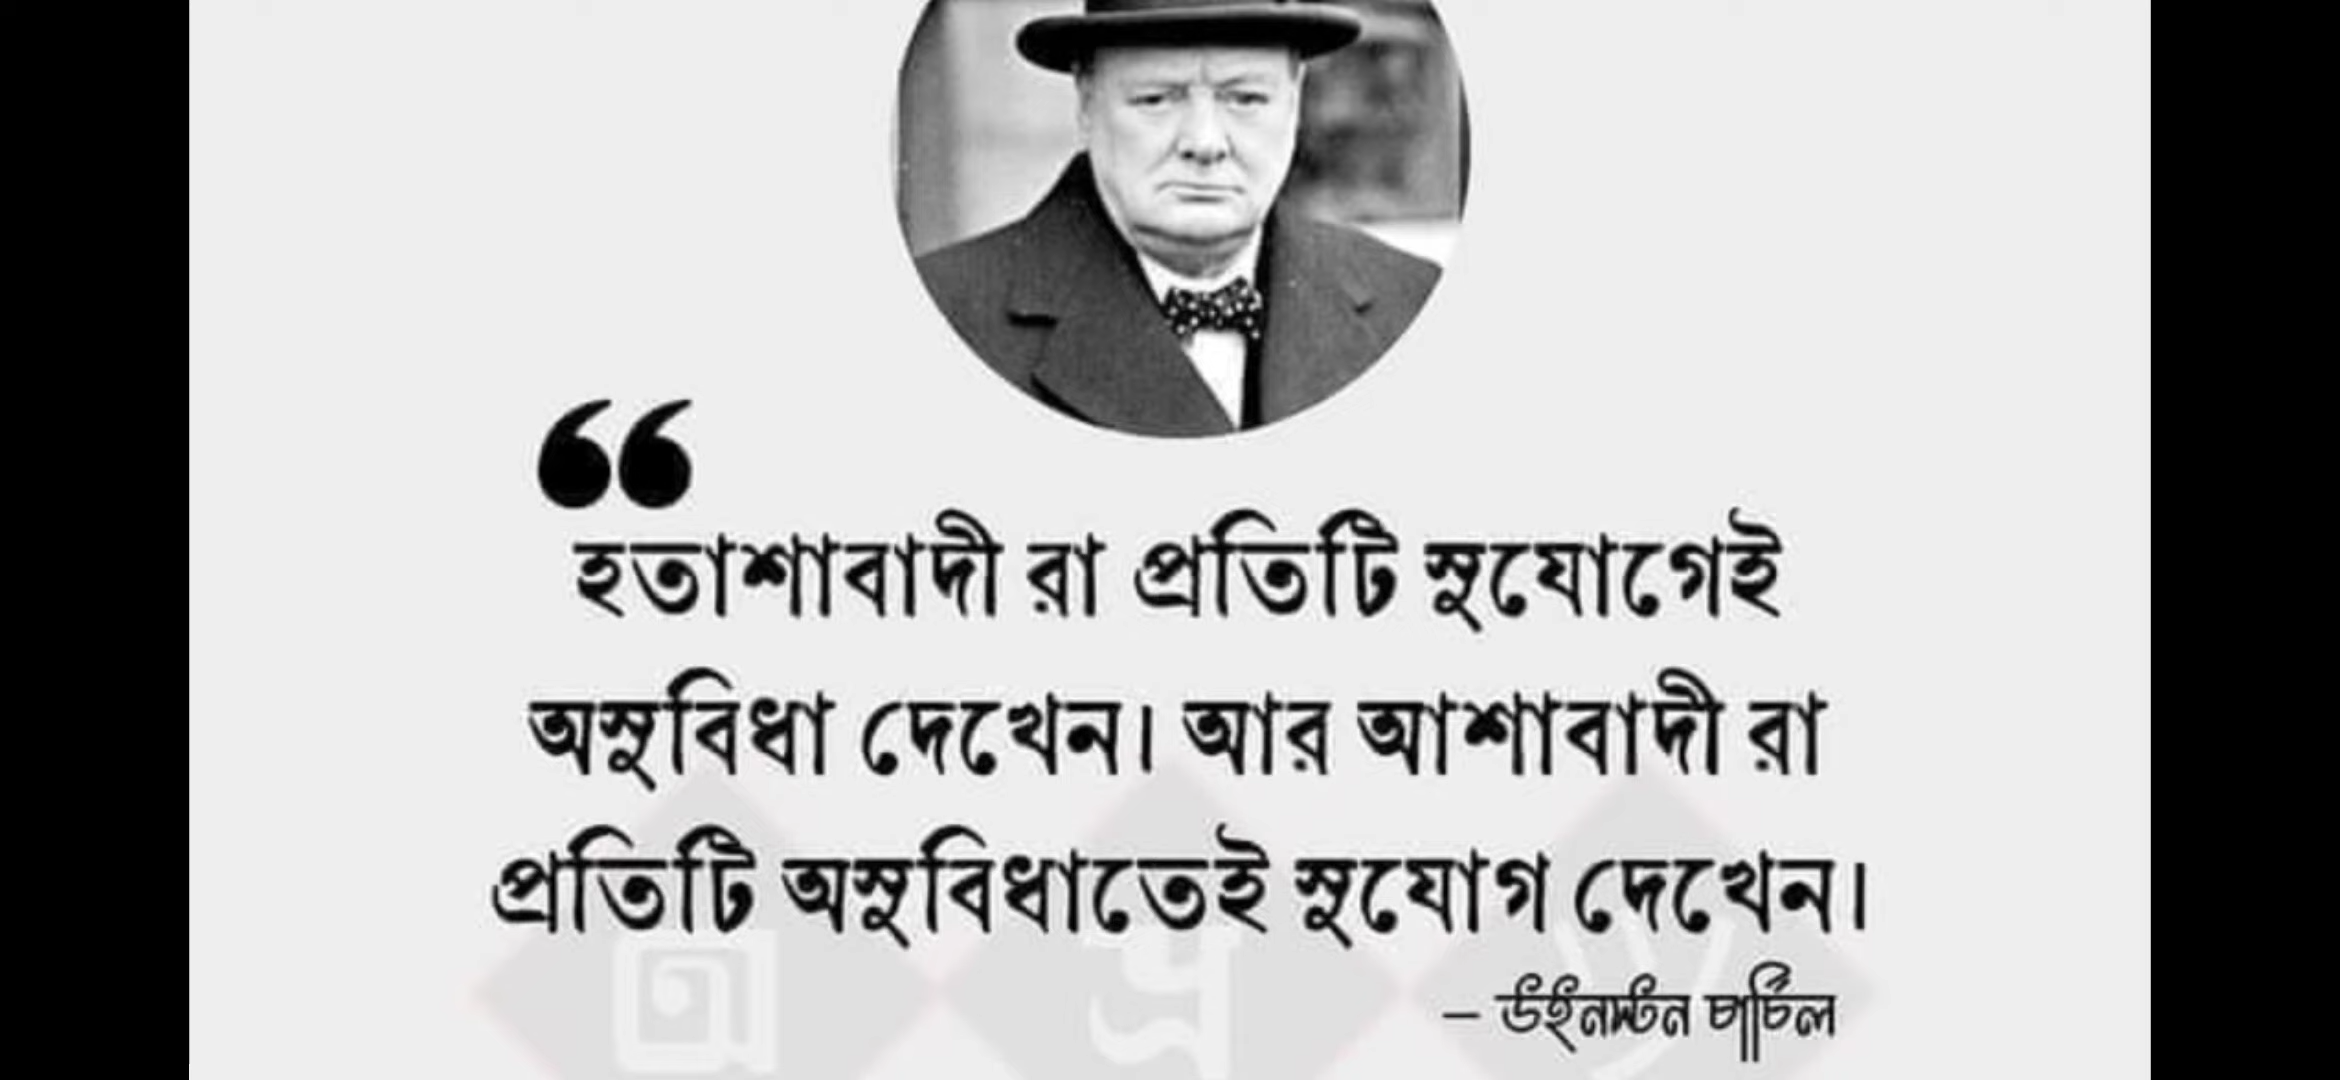 “
হতাশাবাদী রা প্রতিটি সুযোগেই
অসুবিধা দেখেন। আর আশাবাদী রা
প্রতিটি অসুবিধাতেই সুযোগ দেখেন।
– উইনস্টন চার্চিল